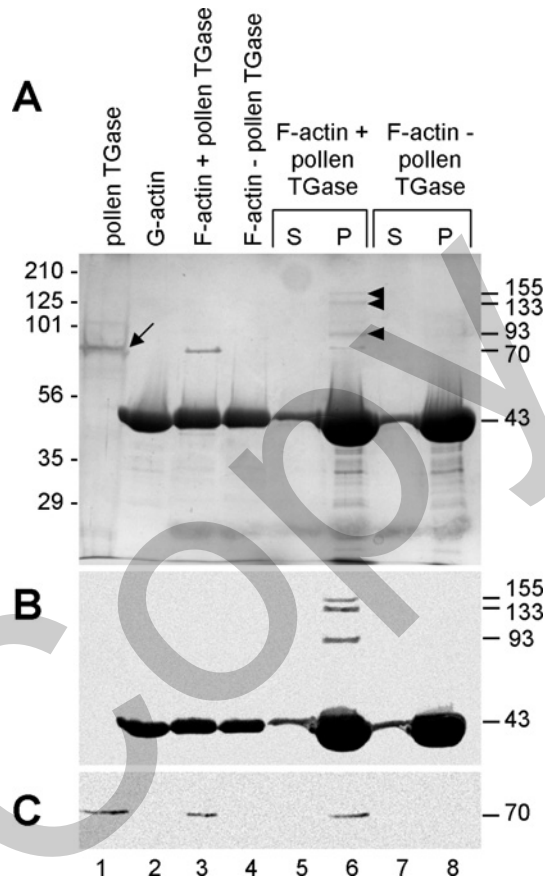 A
pollen TGase
G-actin
F-actin + pollen TGase
F-actin - pollen TGase
F-actin +
pollen
TGase
F-actin -
pollen
TGase
S P S P
210 -
125 -
101 -
56 -
35 -
29 -
155
133
93
70
43
B
155
133
93
43
C
70
1 2 3 4 5 6 7 8
Copy